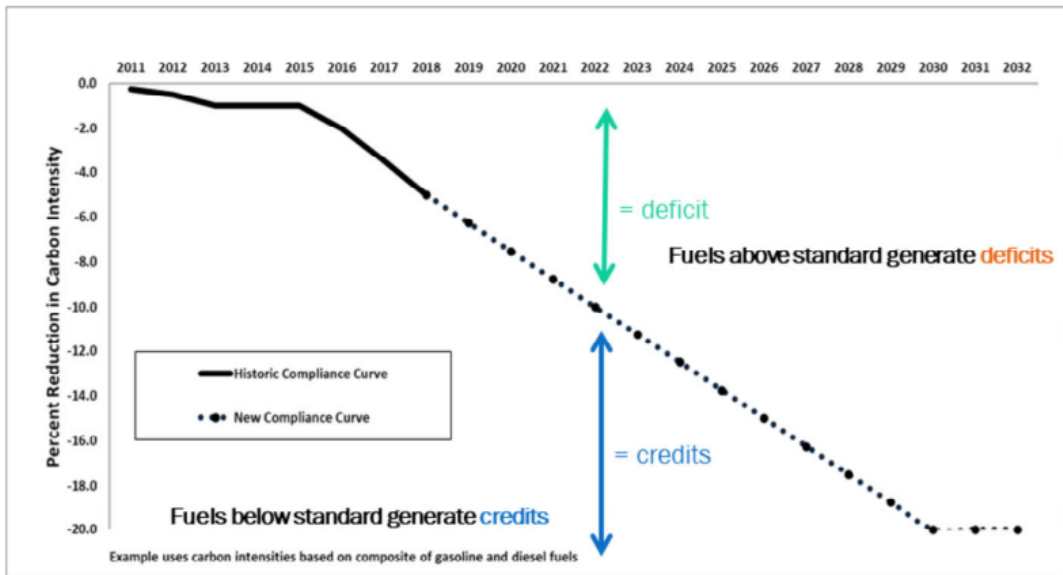 2011 2012 2013 2014 2015 2016 2017 2018 2019 2020 2021 2022 2023 2024 2025 2026 2027 2028 2029 2030 2031 2032
0.0
-2.0
-4.0
-6.0
-8.0
-10.0
-12.0
-14.0
-16.0
-18.0
-20.0
Percent Reduction in Carbon Intensity
= deficit
Fuels above standard generate deficits
Historic Compliance Curve
New Compliance Curve
= credits
Fuels below standard generate credits
Example uses carbon intensities based on composite of gasoline and diesel fuels